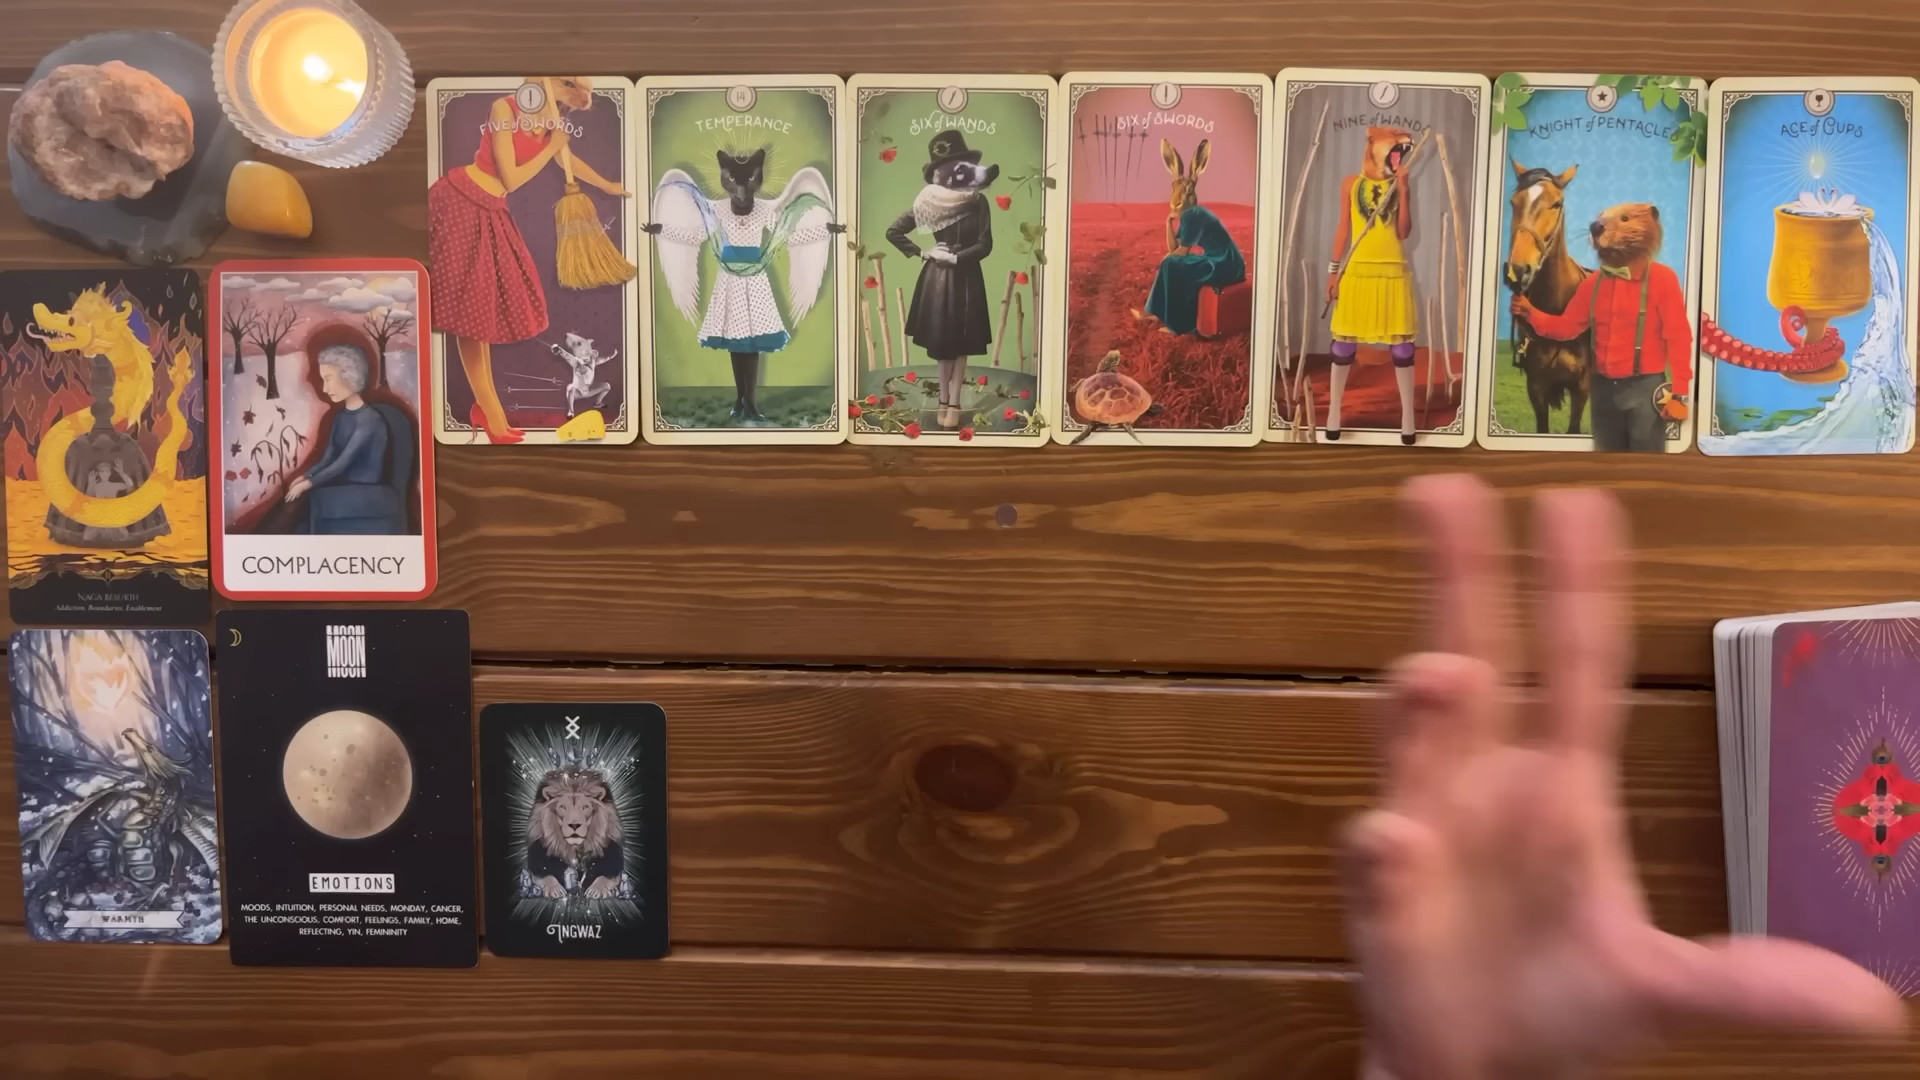 FIVE of SWORDS
14
TEMPERANCE
SIX of WANDS
SIX of SWORDS
NINE of WANDS
KNIGHT of PENTACLES
ACE of CUPS
Addiction, Boundaries, Enablement
COMPLACENCY
WARMTH
MOON
EMOTIONS
MOODS, INTUITION, PERSONAL NEEDS, MONDAY, CANCER,
THE UNCONSCIOUS, COMFORT, FEELINGS, FAMILY, HOME,
REFLECTING, YIN, FEMININITY
INGWAZ